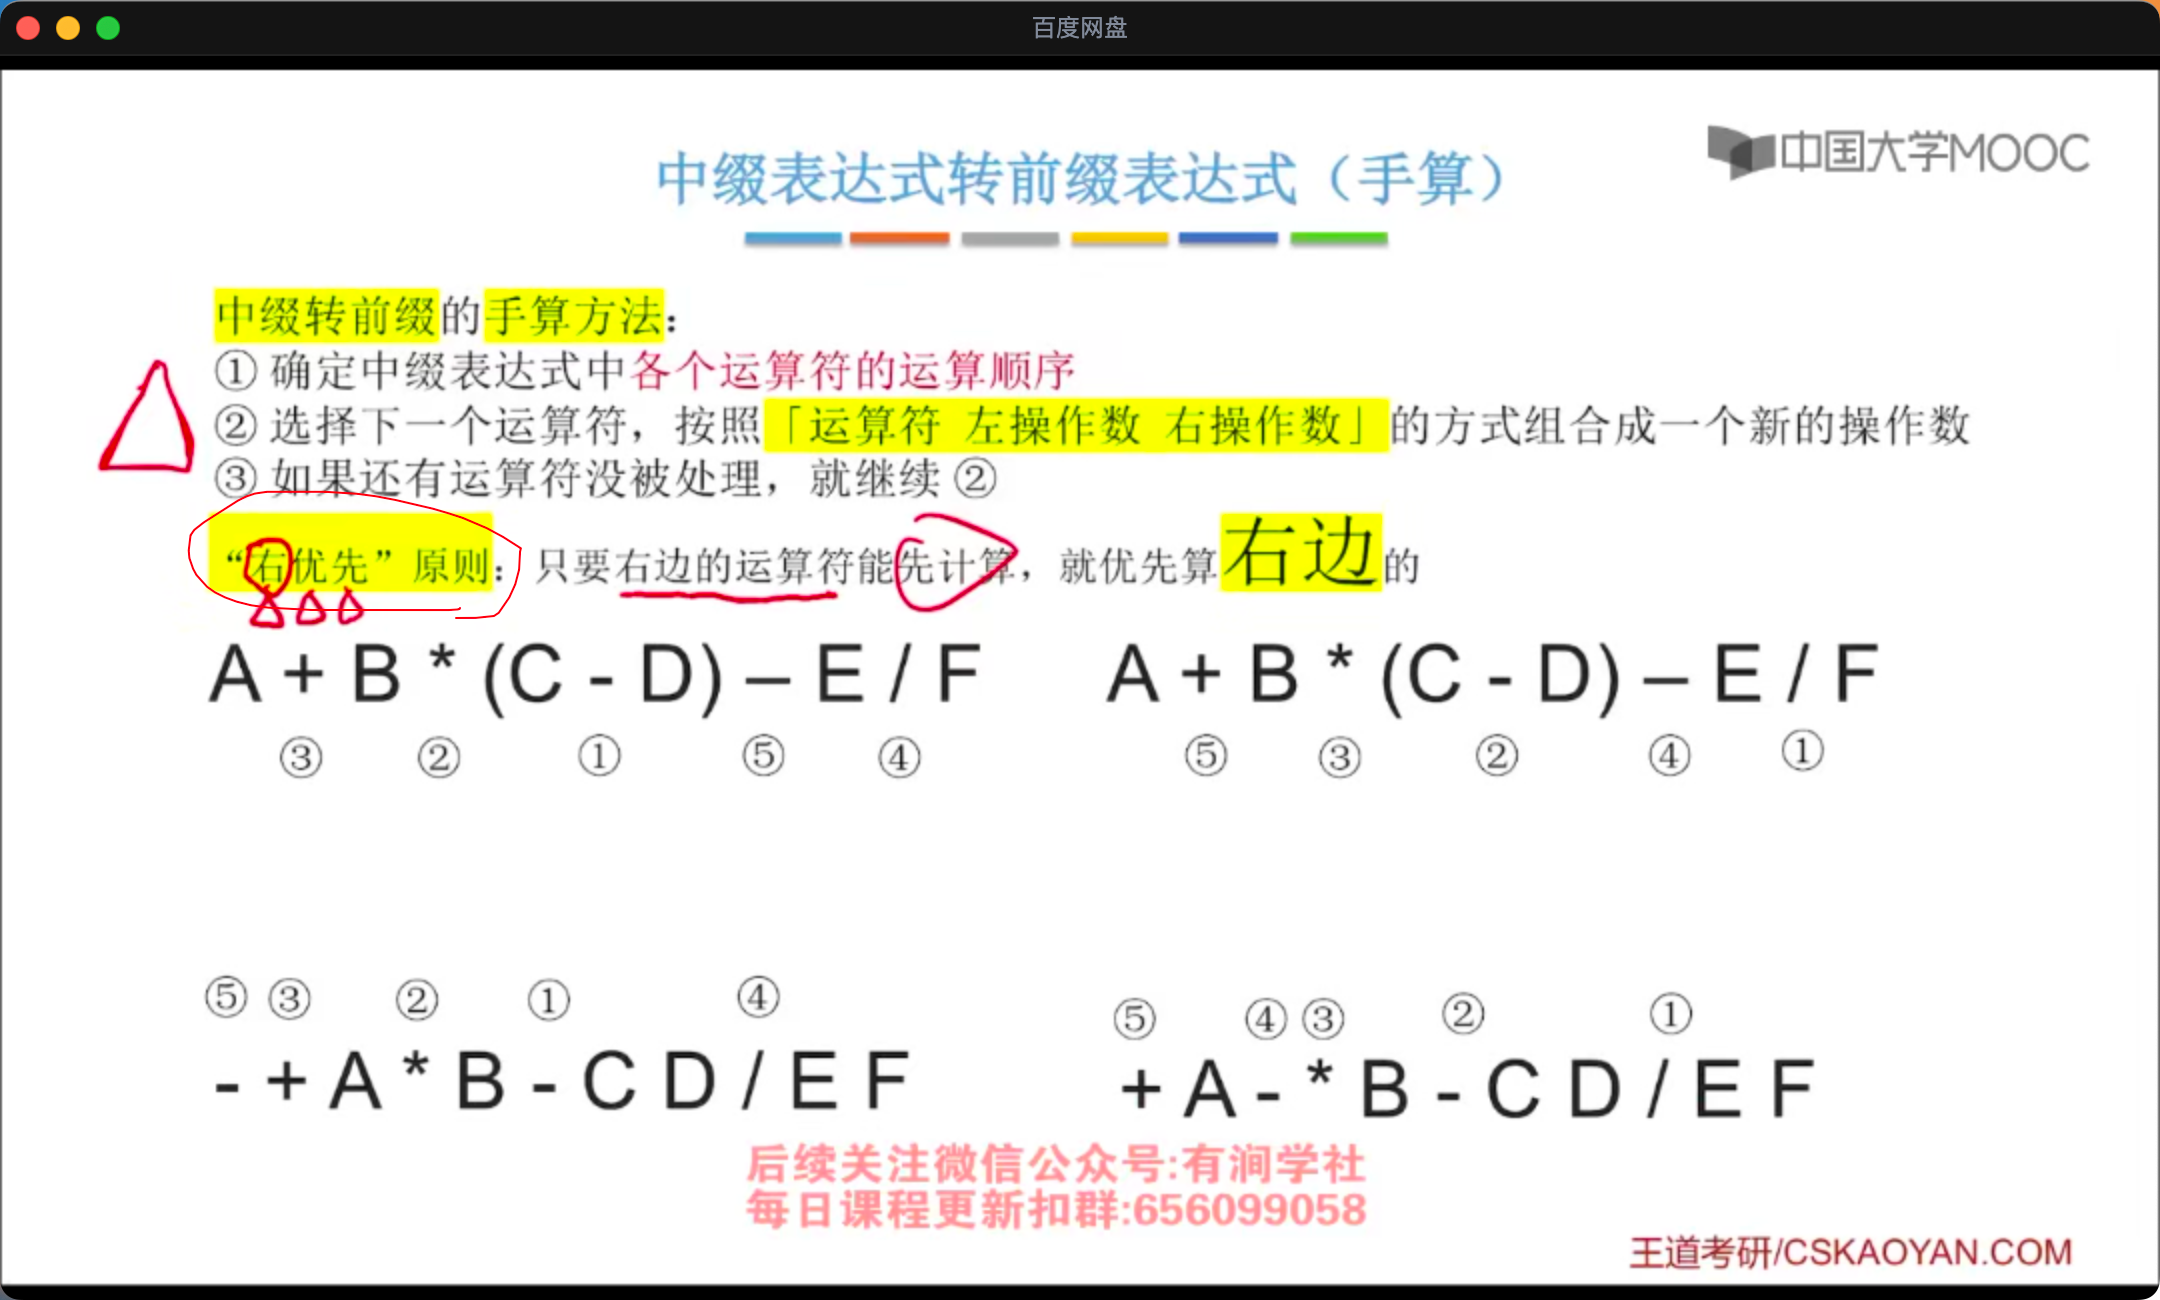 百度网盘
中国大学MOOC
中缀表达式转前缀表达式（手算）
中缀转前缀的手算方法：
① 确定中缀表达式中各个运算符的运算顺序
② 选择下一个运算符，按照「运算符 左操作数 右操作数」的方式组合成一个新的操作数
③ 如果还有运算符没被处理，就继续 ②
“右优先”原则：只要右边的运算符能先计算，就优先算右边的
A + B * (C - D) – E / F
③ ② ① ⑤ ④
A + B * (C - D) – E / F
⑤ ③ ② ④ ①
⑤ ③ ② ① ④
- + A * B - C D / E F
⑤ ④ ③ ② ①
+ A - * B - C D / E F
后续关注微信公众号:有涧学社
每日课程更新扣群:656099058
王道考研/CSKAOYAN.COM